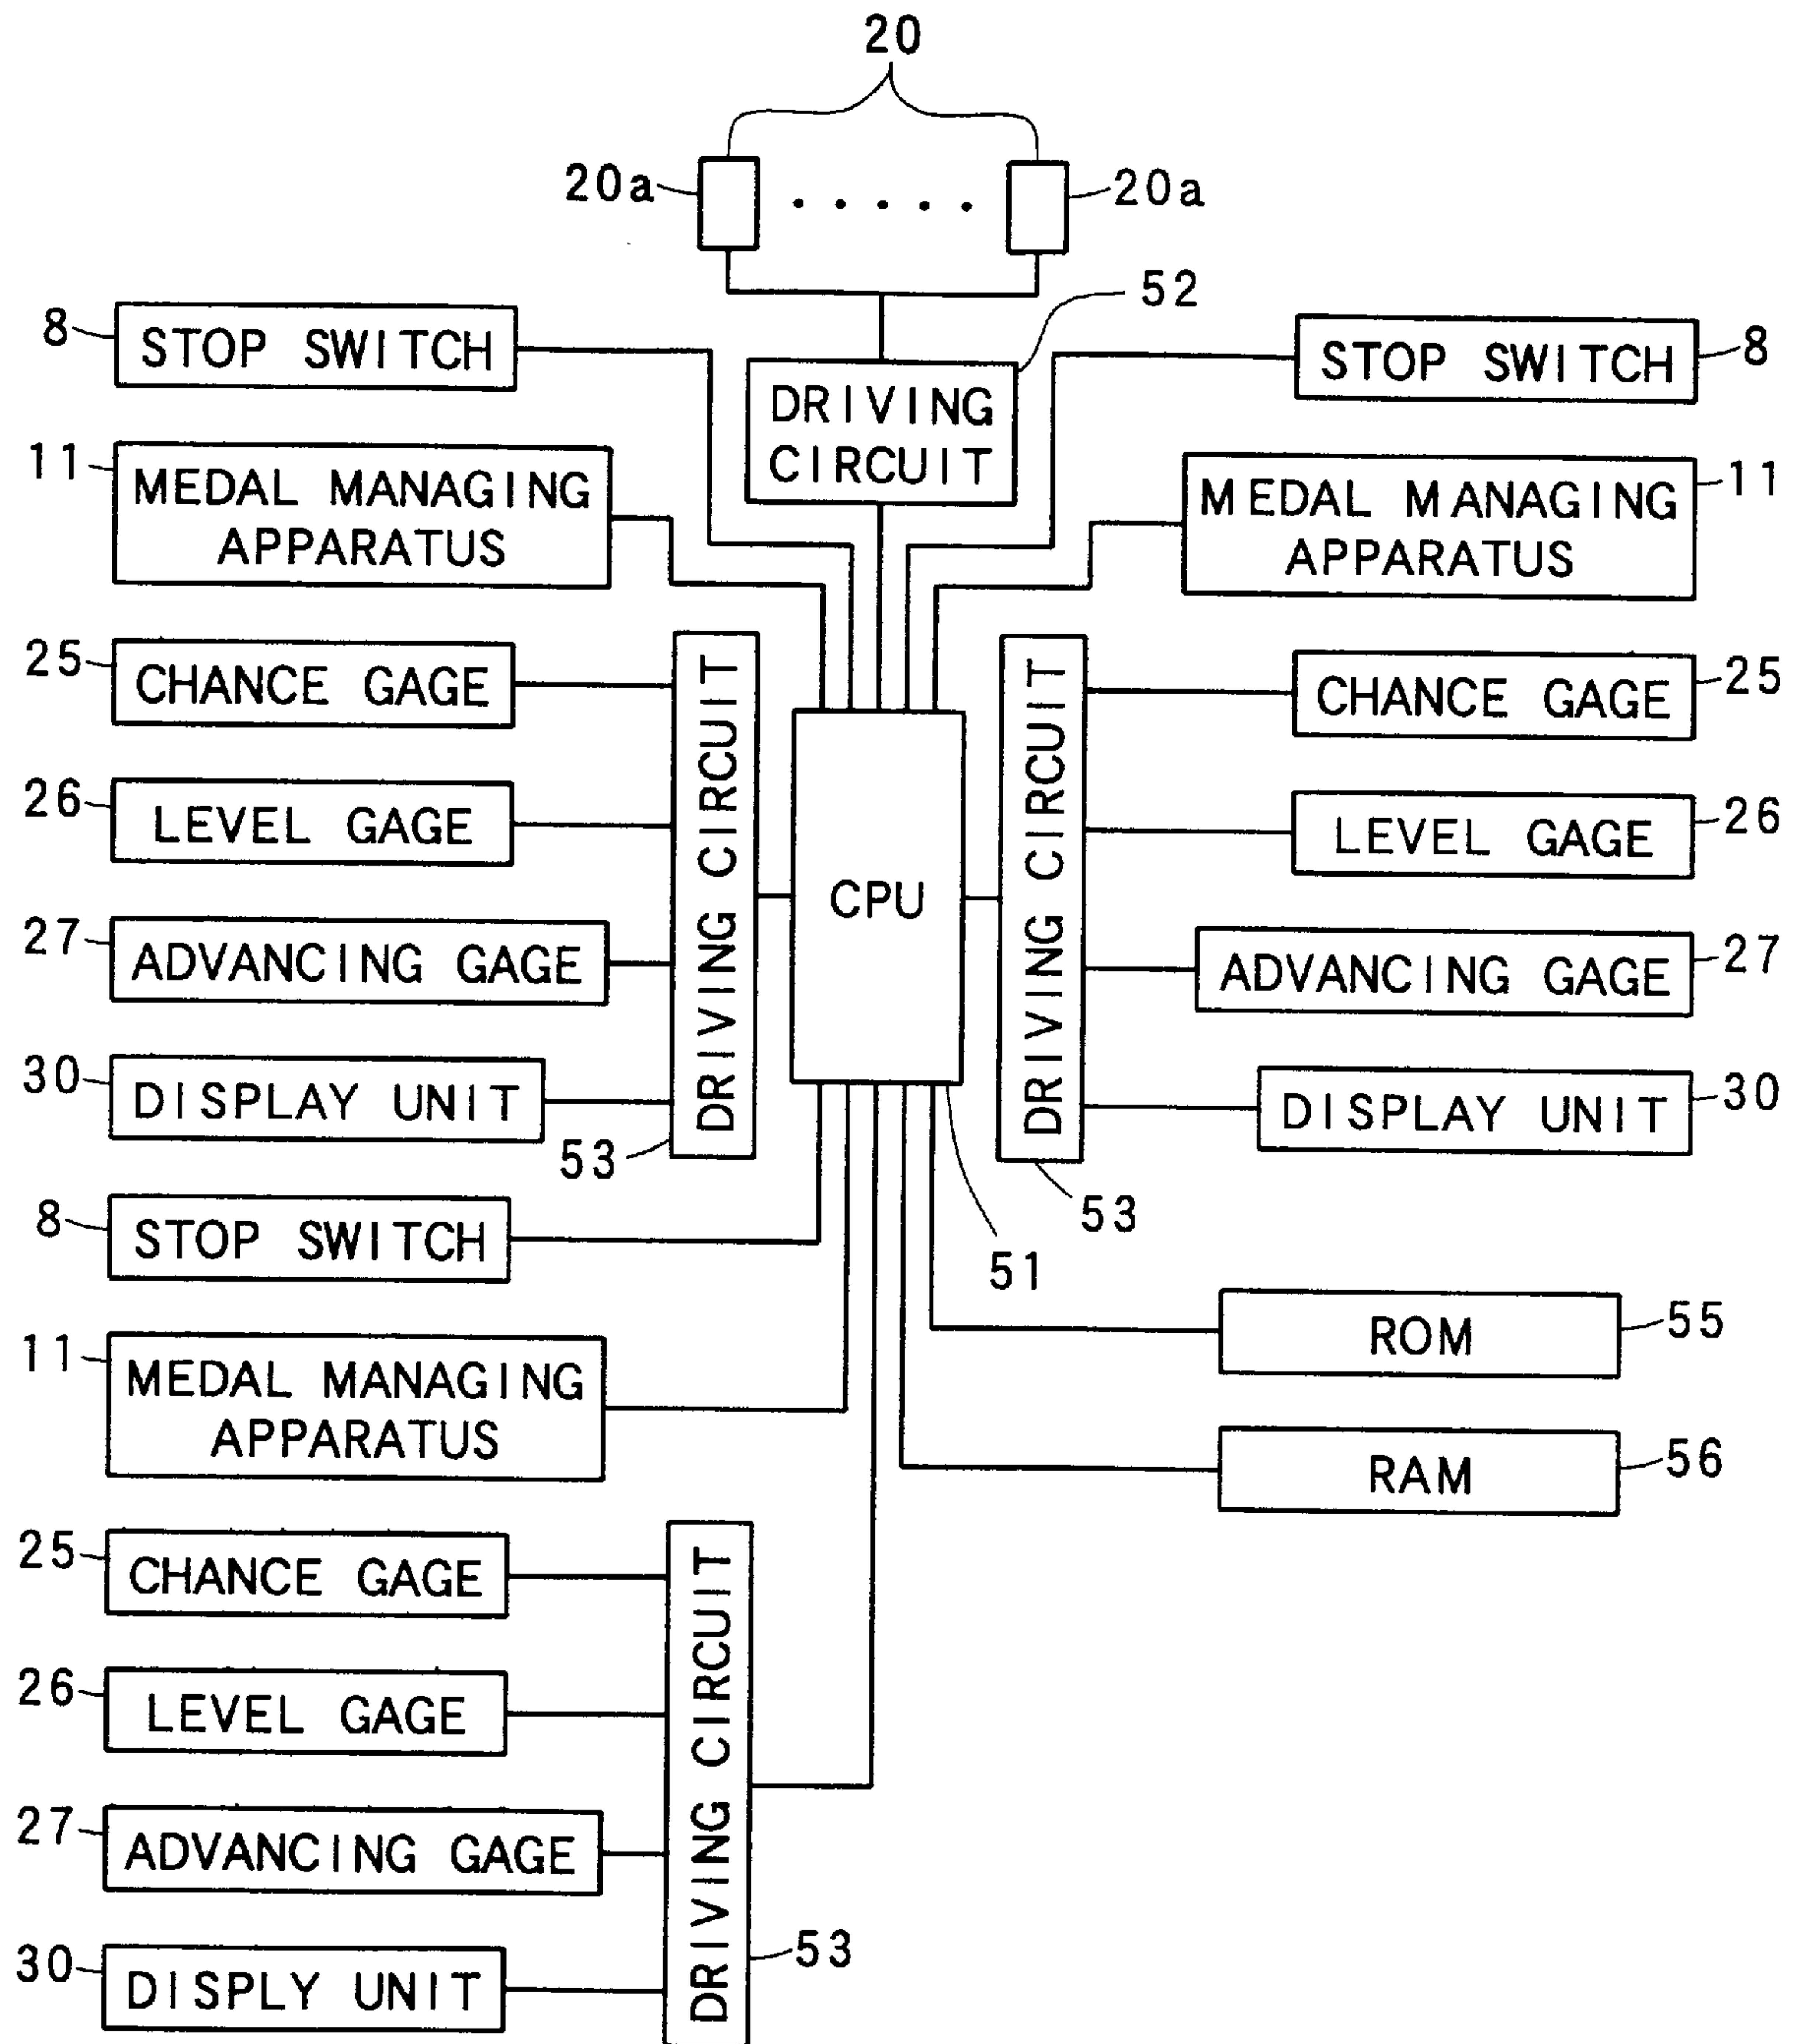 20
20a
20a
52
8
STOP SWITCH
DRIVING
CIRCUIT
STOP SWITCH
8
11
MEDAL MANAGING
APPARATUS
MEDAL MANAGING
APPARATUS
11
25
CHANCE GAGE
26
LEVEL GAGE
27
ADVANCING GAGE
30
DISPLAY UNIT
DRIVING CIRCUIT
53
CPU
51
DRIVING CIRCUIT
53
CHANCE GAGE
25
LEVEL GAGE
26
ADVANCING GAGE
27
DISPLAY UNIT
30
8
STOP SWITCH
11
MEDAL MANAGING
APPARATUS
ROM
55
RAM
56
25
CHANCE GAGE
26
LEVEL GAGE
27
ADVANCING GAGE
30
DISPLY UNIT
DRIVING CIRCUIT
53